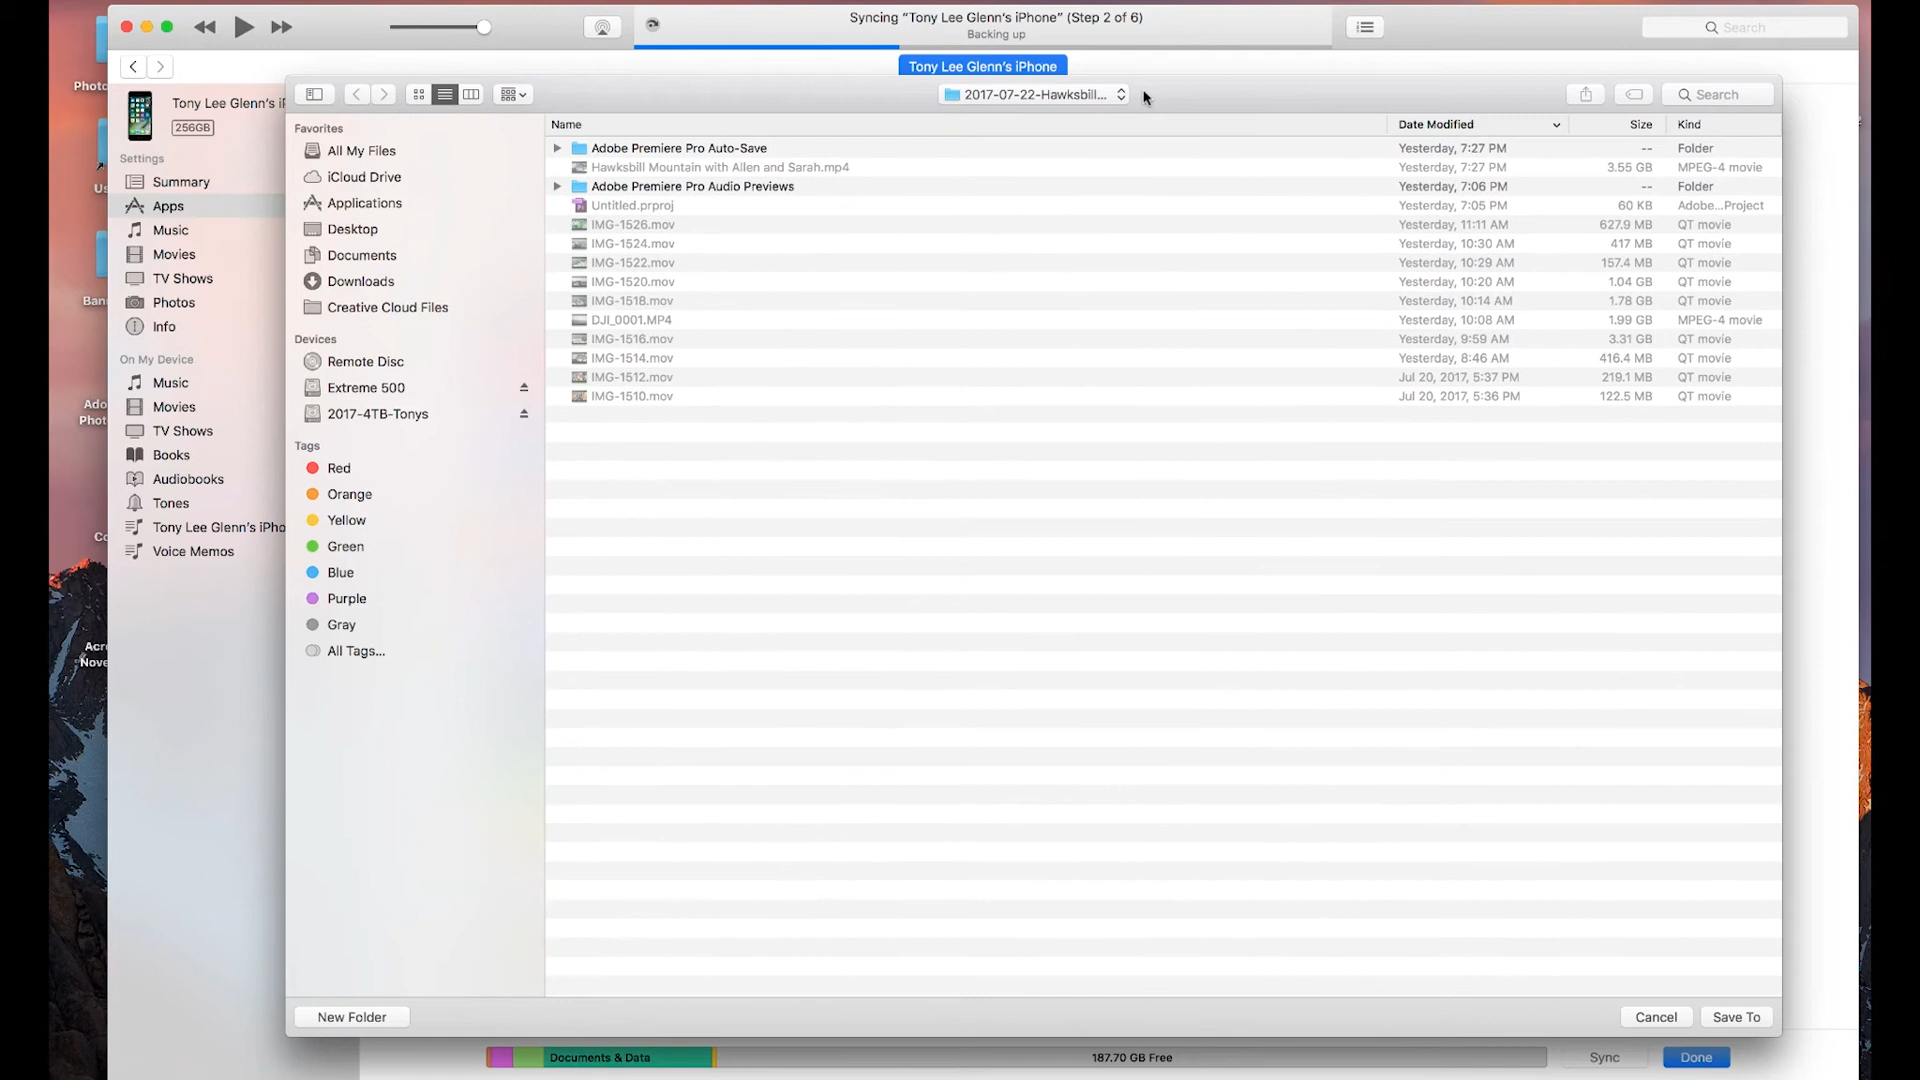 Syncing “Tony Lee Glenn’s iPhone” (Step 2 of 6)
Backing up
Search
Tony Lee Glenn’s iPhone
Tony Lee Glenn’s iP
256GB
Settings
Summary
Apps
Music
Movies
TV Shows
Photos
Info
On My Device
Music
Movies
TV Shows
Books
Audiobooks
Tones
Tony Lee Glenn’s iPho
Voice Memos
Photo
Us
Ban
Ado
Phot
Co
Acro
Nove
2017-07-22-Hawksbill...
Search
Favorites
All My Files
iCloud Drive
Applications
Desktop
Documents
Downloads
Creative Cloud Files
Devices
Remote Disc
Extreme 500
2017-4TB-Tonys
Tags
Red
Orange
Yellow
Green
Blue
Purple
Gray
All Tags...
Name Date Modified Size Kind
Adobe Premiere Pro Auto-Save Yesterday, 7:27 PM -- Folder
Hawksbill Mountain with Allen and Sarah.mp4 Yesterday, 7:27 PM 3.55 GB MPEG-4 movie
Adobe Premiere Pro Audio Previews Yesterday, 7:06 PM -- Folder
Untitled.prproj Yesterday, 7:05 PM 60 KB Adobe...Project
IMG-1526.mov Yesterday, 11:11 AM 627.9 MB QT movie
IMG-1524.mov Yesterday, 10:30 AM 417 MB QT movie
IMG-1522.mov Yesterday, 10:29 AM 157.4 MB QT movie
IMG-1520.mov Yesterday, 10:20 AM 1.04 GB QT movie
IMG-1518.mov Yesterday, 10:14 AM 1.78 GB QT movie
DJI_0001.MP4 Yesterday, 10:08 AM 1.99 GB MPEG-4 movie
IMG-1516.mov Yesterday, 9:59 AM 3.31 GB QT movie
IMG-1514.mov Yesterday, 8:46 AM 416.4 MB QT movie
IMG-1512.mov Jul 20, 2017, 5:37 PM 219.1 MB QT movie
IMG-1510.mov Jul 20, 2017, 5:36 PM 122.5 MB QT movie
New Folder Cancel Save To
Documents & Data 187.70 GB Free Sync Done